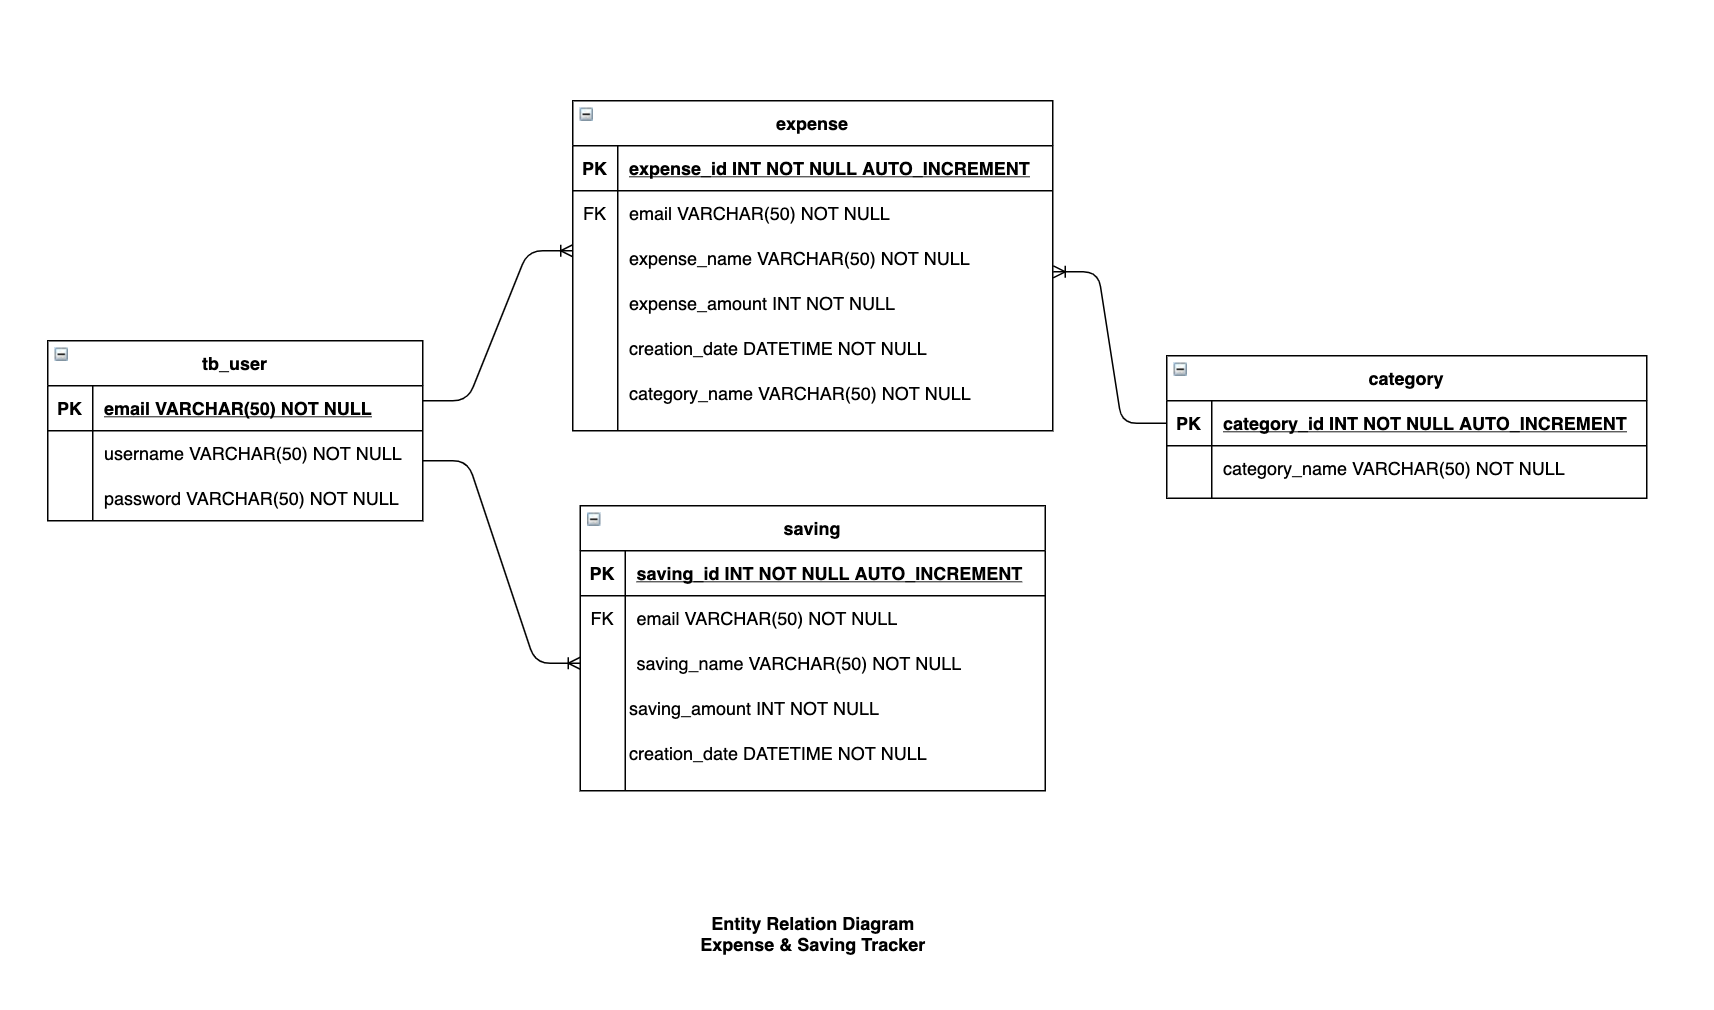 expense
PK expense_id INT NOT NULL AUTO_INCREMENT
FK email VARCHAR(50) NOT NULL
expense_name VARCHAR(50) NOT NULL
expense_amount INT NOT NULL
creation_date DATETIME NOT NULL
category_name VARCHAR(50) NOT NULL
tb_user
PK email VARCHAR(50) NOT NULL
username VARCHAR(50) NOT NULL
password VARCHAR(50) NOT NULL
category
PK category_id INT NOT NULL AUTO_INCREMENT
category_name VARCHAR(50) NOT NULL
saving
PK saving_id INT NOT NULL AUTO_INCREMENT
FK email VARCHAR(50) NOT NULL
saving_name VARCHAR(50) NOT NULL
saving_amount INT NOT NULL
creation_date DATETIME NOT NULL
Entity Relation Diagram
Expense & Saving Tracker